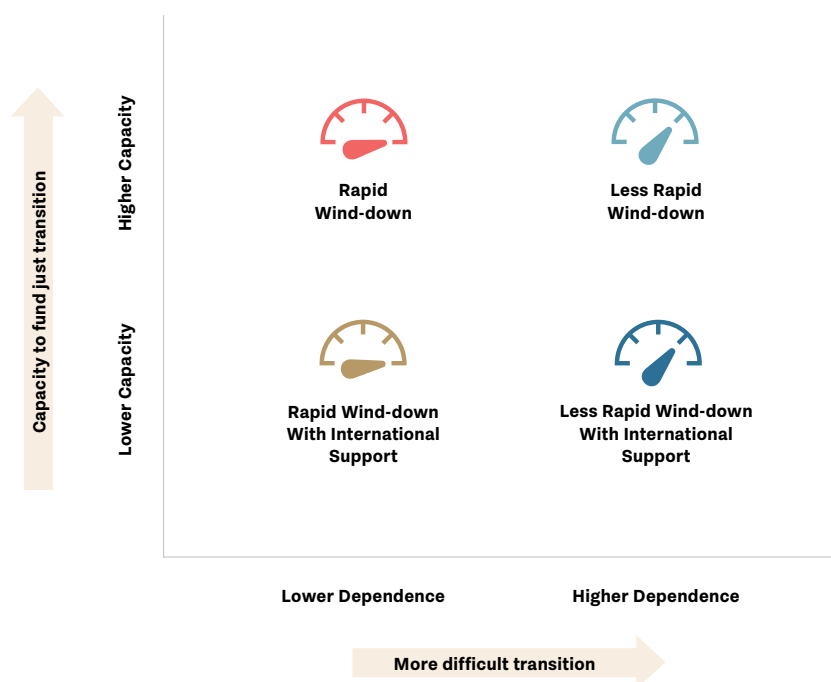 Capacity to fund just transition
Higher Capacity
Lower Capacity
Rapid
Wind-down
Less Rapid
Wind-down
Rapid Wind-down
With International
Support
Less Rapid Wind-down
With International
Support
Lower Dependence
Higher Dependence
More difficult transition